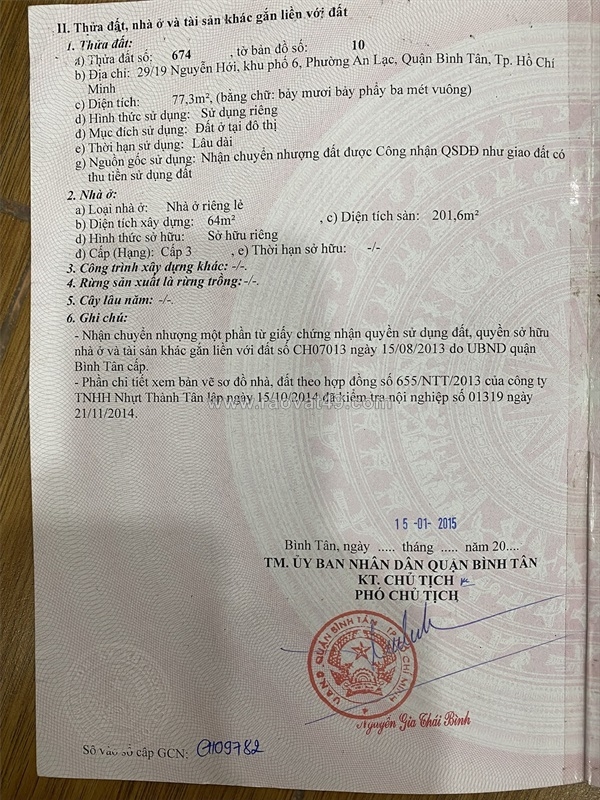 II. Thửa đất, nhà ở và tài sản khác gắn liền với đất
1. Thửa đất:
a) Thửa đất số: 674 , tờ bản đồ số: 10
b) Địa chỉ: 29/19 Nguyễn Hới, khu phố 6, Phường An Lạc, Quận Bình Tân, Tp. Hồ Chí
Minh
c) Diện tích: 77,3m², (bằng chữ: bảy mươi bảy phẩy ba mét vuông)
d) Hình thức sử dụng: Sử dụng riêng
đ) Mục đích sử dụng: Đất ở tại đô thị
e) Thời hạn sử dụng: Lâu dài
g) Nguồn gốc sử dụng: Nhận chuyển nhượng đất được Công nhận QSDĐ như giao đất có
thu tiền sử dụng đất
2. Nhà ở:
a) Loại nhà ở: Nhà ở riêng lẻ
b) Diện tích xây dựng: 64m² , c) Diện tích sàn: 201,6m²
d) Hình thức sở hữu: Sở hữu riêng
đ) Cấp (Hạng): Cấp 3 , e) Thời hạn sở hữu: -/-
3. Công trình xây dựng khác: -/-.
4. Rừng sản xuất là rừng trồng: -/-.
5. Cây lâu năm: -/-.
6. Ghi chú:
- Nhận chuyển nhượng một phần từ giấy chứng nhận quyền sử dụng đất, quyền sở hữu
nhà ở và tài sản khác gắn liền với đất số CH07013 ngày 15/08/2013 do UBND quận
Bình Tân cấp.
- Phần chi tiết xem bản vẽ sơ đồ nhà, đất theo hợp đồng số 655/NTT/2013 của công ty
TNHH Nhựt Thành Tân lập ngày 15/10/2014 đã kiểm tra nội nghiệp số 01319 ngày
21/11/2014.
www.raovat49.com
15-01-2015
Bình Tân, ngày ..... tháng ..... năm 20....
TM. ỦY BAN NHÂN DÂN QUẬN BÌNH TÂN
KT. CHỦ TỊCH
PHÓ CHỦ TỊCH
U.B.N.D. QUẬN BÌNH TÂN T.P HỒ CHÍ MINH
Nguyễn Gia Thái Bình
Số vào sổ cấp GCN: CH09782